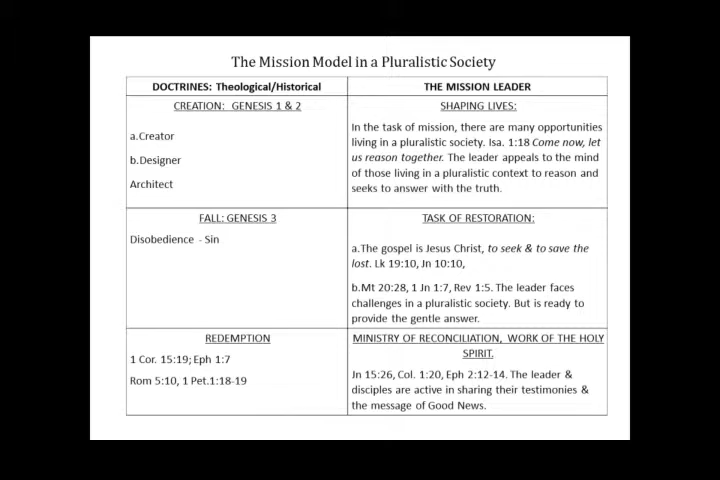 The Mission Model in a Pluralistic Society
DOCTRINES: Theological/Historical
THE MISSION LEADER
CREATION: GENESIS 1 & 2
a.Creator
b.Designer
Architect
SHAPING LIVES:
In the task of mission, there are many opportunities
living in a pluralistic society. Isa. 1:18 Come now, let
us reason together. The leader appeals to the mind
of those living in a pluralistic context to reason and
seeks to answer with the truth.
FALL: GENESIS 3
Disobedience - Sin
TASK OF RESTORATION:
a.The gospel is Jesus Christ, to seek & to save the
lost. Lk 19:10, Jn 10:10,
b.Mt 20:28, 1 Jn 1:7, Rev 1:5. The leader faces
challenges in a pluralistic society. But is ready to
provide the gentle answer.
REDEMPTION
1 Cor. 15:19; Eph 1:7
Rom 5:10, 1 Pet.1:18-19
MINISTRY OF RECONCILIATION, WORK OF THE HOLY
SPIRIT.
Jn 15:26, Col. 1:20, Eph 2:12-14. The leader &
disciples are active in sharing their testimonies &
the message of Good News.